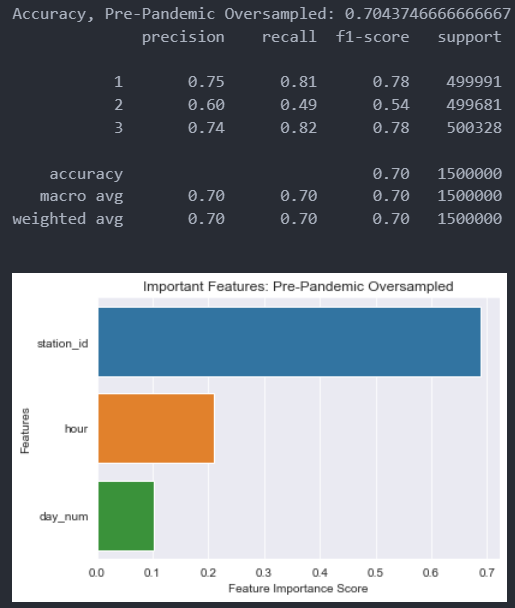 Accuracy, Pre-Pandemic Oversampled: 0.7043746666666667
precision recall f1-score support
1 0.75 0.81 0.78 499991
2 0.60 0.49 0.54 499681
3 0.74 0.82 0.78 500328
accuracy 0.70 1500000
macro avg 0.70 0.70 0.70 1500000
weighted avg 0.70 0.70 0.70 1500000
Important Features: Pre-Pandemic Oversampled
station_id
hour
day_num
Features
0.0 0.1 0.2 0.3 0.4 0.5 0.6 0.7
Feature Importance Score